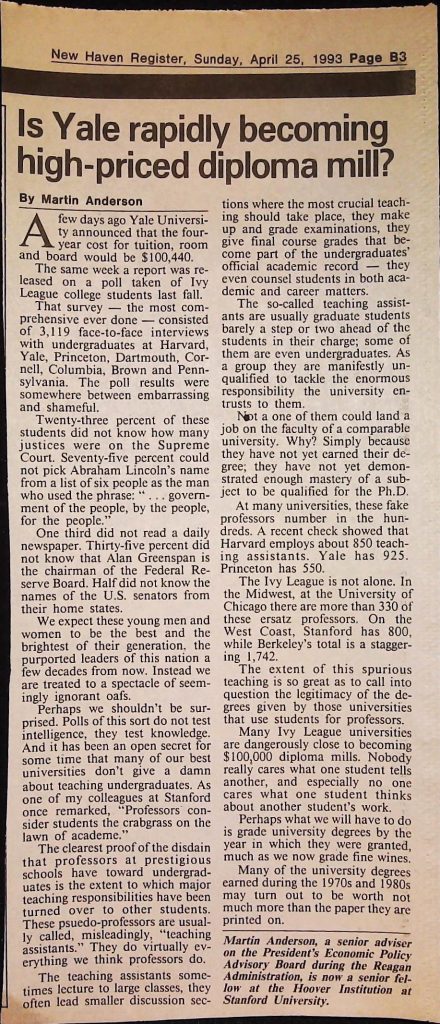 New Haven Register, Sunday, April 25, 1993 Page B3
Is Yale rapidly becoming
high-priced diploma mill?
By Martin Anderson
A few days ago Yale Universi-
ty announced that the four-
year cost for tuition, room
and board would be $100,440.
The same week a report was re-
leased on a poll taken of Ivy
League college students last fall.
That survey — the most com-
prehensive ever done — consisted
of 3,119 face-to-face interviews
with undergraduates at Harvard,
Yale, Princeton, Dartmouth, Cor-
nell, Columbia, Brown and Penn-
sylvania. The poll results were
somewhere between embarrassing
and shameful.
Twenty-three percent of these
students did not know how many
justices were on the Supreme
Court. Seventy-five percent could
not pick Abraham Lincoln's name
from a list of six people as the man
who used the phrase: " . . . govern-
ment of the people, by the people,
for the people."
One third did not read a daily
newspaper. Thirty-five percent did
not know that Alan Greenspan is
the chairman of the Federal Re-
serve Board. Half did not know the
names of the U.S. senators from
their home states.
We expect these young men and
women to be the best and the
brightest of their generation, the
purported leaders of this nation a
few decades from now. Instead we
are treated to a spectacle of seem-
ingly ignorant oafs.
Perhaps we shouldn't be sur-
prised. Polls of this sort do not test
intelligence, they test knowledge.
And it has been an open secret for
some time that many of our best
universities don't give a damn
about teaching undergraduates. As
one of my colleagues at Stanford
once remarked, "Professors con-
sider students the crabgrass on the
lawn of academe."
The clearest proof of the disdain
that professors at prestigious
schools have toward undergrad-
uates is the extent to which major
teaching responsibilities have been
turned over to other students.
These psuedo-professors are usual-
ly called, misleadingly, "teaching
assistants." They do virtually ev-
erything we think professors do.
The teaching assistants some-
times lecture to large classes, they
often lead smaller discussion sec-
tions where the most crucial teach-
ing should take place, they make
up and grade examinations, they
give final course grades that be-
come part of the undergraduates'
official academic record — they
even counsel students in both aca-
demic and career matters.
The so-called teaching assist-
ants are usually graduate students
barely a step or two ahead of the
students in their charge; some of
them are even undergraduates. As
a group they are manifestly un-
qualified to tackle the enormous
responsibility the university en-
trusts to them.
Not a one of them could land a
job on the faculty of a comparable
university. Why? Simply because
they have not yet earned their de-
gree; they have not yet demon-
strated enough mastery of a sub-
ject to be qualified for the Ph.D.
At many universities, these fake
professors number in the hun-
dreds. A recent check showed that
Harvard employs about 850 teach-
ing assistants. Yale has 925.
Princeton has 550.
The Ivy League is not alone. In
the Midwest, at the University of
Chicago there are more than 330 of
these ersatz professors. On the
West Coast, Stanford has 800,
while Berkeley's total is a stagger-
ing 1,742.
The extent of this spurious
teaching is so great as to call into
question the legitimacy of the de-
grees given by those universities
that use students for professors.
Many Ivy League universities
are dangerously close to becoming
$100,000 diploma mills. Nobody
really cares what one student tells
another, and especially no one
cares what one student thinks
about another student's work.
Perhaps what we will have to do
is grade university degrees by the
year in which they were granted,
much as we now grade fine wines.
Many of the university degrees
earned during the 1970s and 1980s
may turn out to be worth not
much more than the paper they are
printed on.
Martin Anderson, a senior adviser
on the President's Economic Policy
Advisory Board during the Reagan
Administration, is now a senior fel-
low at the Hoover Institution at
Stanford University.